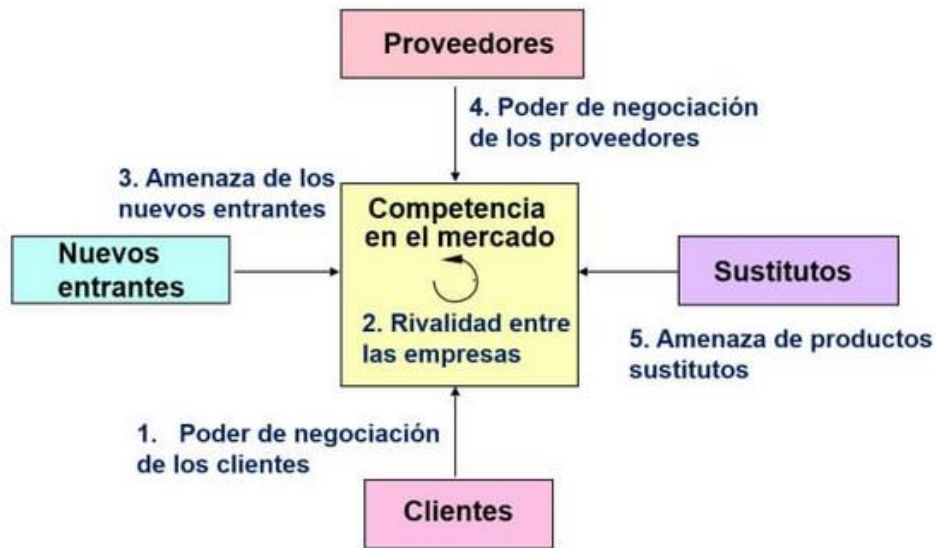 Proveedores
4. Poder de negociación
de los proveedores
3. Amenaza de los
nuevos entrantes
Competencia
en el mercado
Nuevos
entrantes
Sustitutos
2. Rivalidad entre
las empresas
5. Amenaza de productos
sustitutos
1. Poder de negociación
de los clientes
Clientes